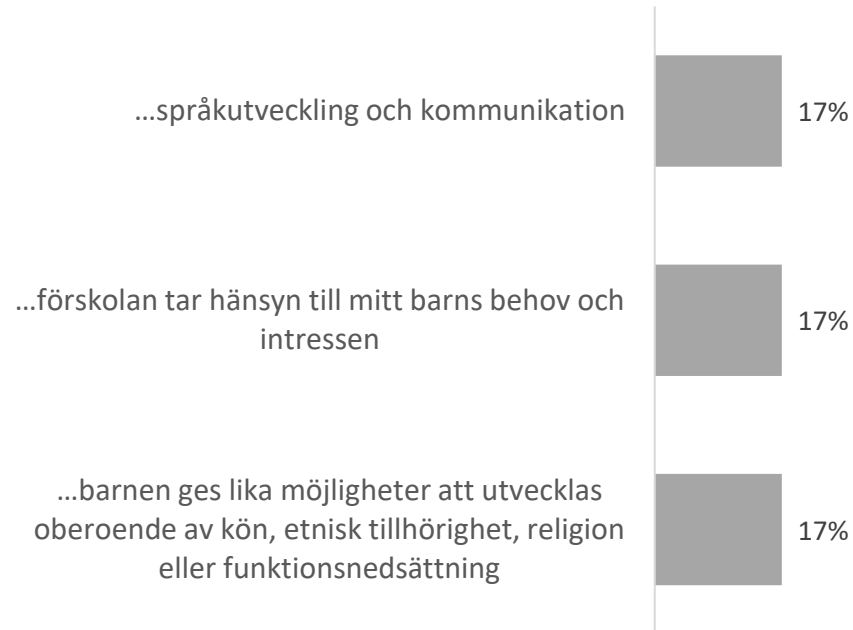 …språkutveckling och kommunikation
17%
…förskolan tar hänsyn till mitt barns behov och
intressen
17%
…barnen ges lika möjligheter att utvecklas
oberoende av kön, etnisk tillhörighet, religion
eller funktionsnedsättning
17%